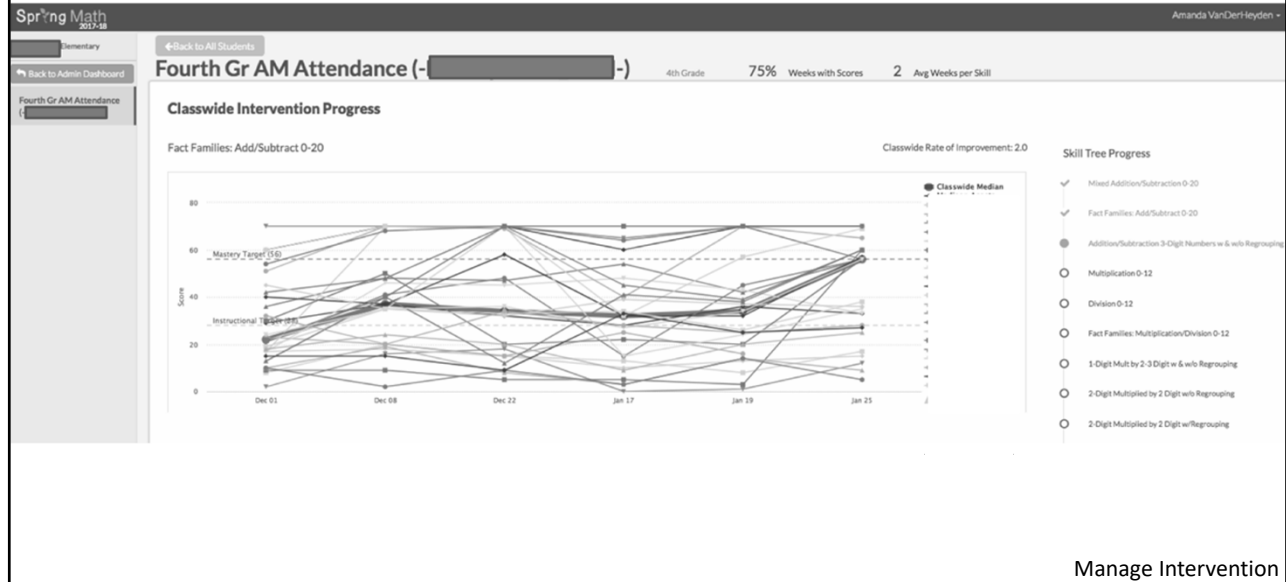 Spring Math
2017-18
Amanda VanDerHeyden
Elementary
Back to All Students
Back to Admin Dashboard
Fourth Gr AM Attendance (- -)
4th Grade
75% Weeks with Scores
2 Avg Weeks per Skill
Fourth Gr AM Attendance
(-
Classwide Intervention Progress
Fact Families: Add/Subtract 0-20
Classwide Rate of Improvement: 2.0
Classwide Median
80
60
40
20
0
Score
Mastery Target (56)
Instructional Target
Dec 01
Dec 08
Dec 22
Jan 17
Jan 19
Jan 25
Skill Tree Progress
Mixed Addition/Subtraction 0-20
Fact Families: Add/Subtract 0-20
Addition/Subtraction 3-Digit Numbers w & w/o Regrouping
Multiplication 0-12
Division 0-12
Fact Families: Multiplication/Division 0-12
1-Digit Mult by 2-3 Digit w & w/o Regrouping
2-Digit Multiplied by 2 Digit w/o Regrouping
2-Digit Multiplied by 2 Digit w/Regrouping
Manage Intervention